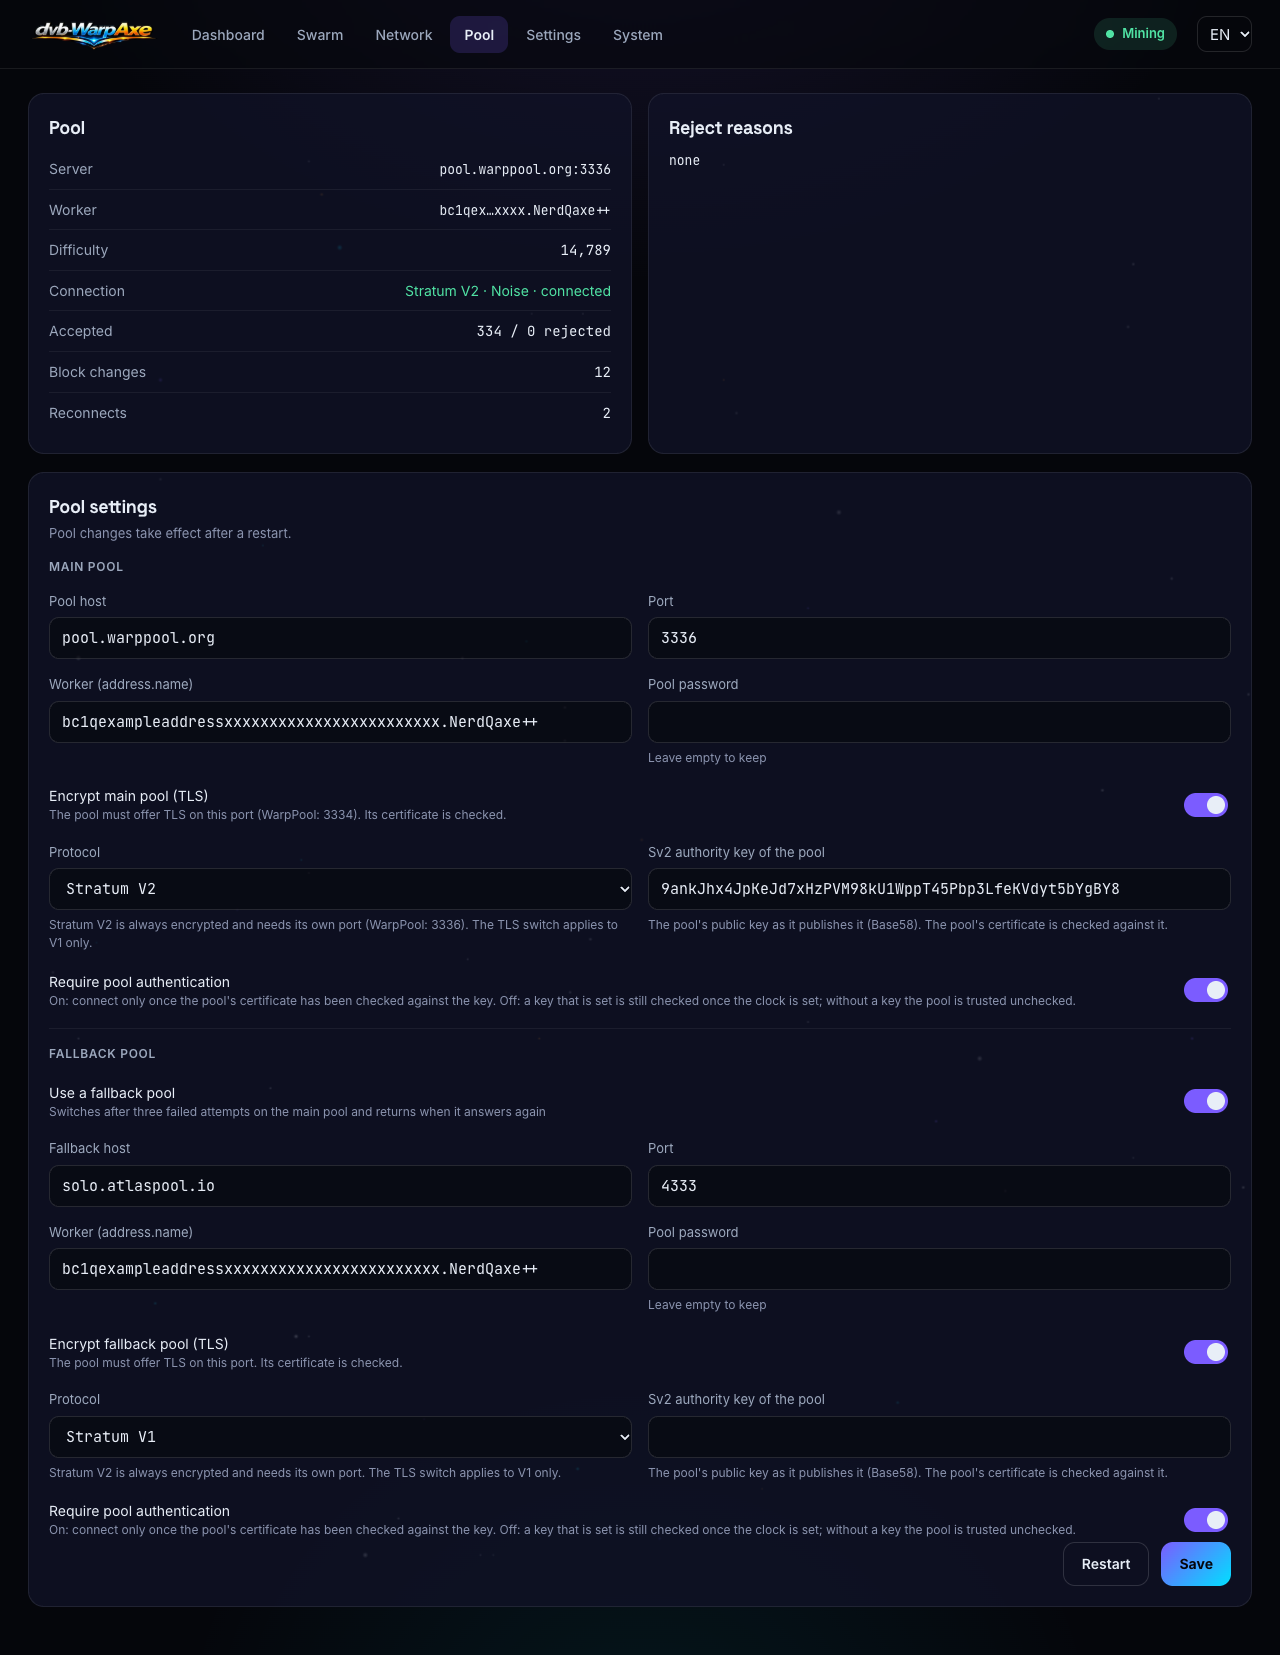 dvb-WarpAxe
Dashboard
Swarm
Network
Pool
Settings
System
Mining
EN
Pool
Server pool.warppool.org:3336
Worker bc1qex…xxxx.NerdQaxe++
Difficulty 14,789
Connection Stratum V2 · Noise · connected
Accepted 334 / 0 rejected
Block changes 12
Reconnects 2
Reject reasons
none
Pool settings
Pool changes take effect after a restart.
MAIN POOL
Pool host
pool.warppool.org
Port
3336
Worker (address.name)
bc1qexampleaddressxxxxxxxxxxxxxxxxxxxxxxxx.NerdQaxe++
Pool password
Leave empty to keep
Encrypt main pool (TLS)
The pool must offer TLS on this port (WarpPool: 3334). Its certificate is checked.
Protocol
Stratum V2
Stratum V2 is always encrypted and needs its own port (WarpPool: 3336). The TLS switch applies to
V1 only.
Sv2 authority key of the pool
9ankJhx4JpKeJd7xHzPVM98kU1WppT45Pbp3LfeKVdyt5bYgBY8
The pool's public key as it publishes it (Base58). The pool's certificate is checked against it.
Require pool authentication
On: connect only once the pool's certificate has been checked against the key. Off: a key that is set is still checked once the clock is set; without a key the pool is trusted unchecked.
FALLBACK POOL
Use a fallback pool
Switches after three failed attempts on the main pool and returns when it answers again
Fallback host
solo.atlaspool.io
Port
4333
Worker (address.name)
bc1qexampleaddressxxxxxxxxxxxxxxxxxxxxxxxx.NerdQaxe++
Pool password
Leave empty to keep
Encrypt fallback pool (TLS)
The pool must offer TLS on this port. Its certificate is checked.
Protocol
Stratum V1
Stratum V2 is always encrypted and needs its own port. The TLS switch applies to V1 only.
Sv2 authority key of the pool
The pool's public key as it publishes it (Base58). The pool's certificate is checked against it.
Require pool authentication
On: connect only once the pool's certificate has been checked against the key. Off: a key that is set is still checked once the clock is set; without a key the pool is trusted unchecked.
Restart
Save